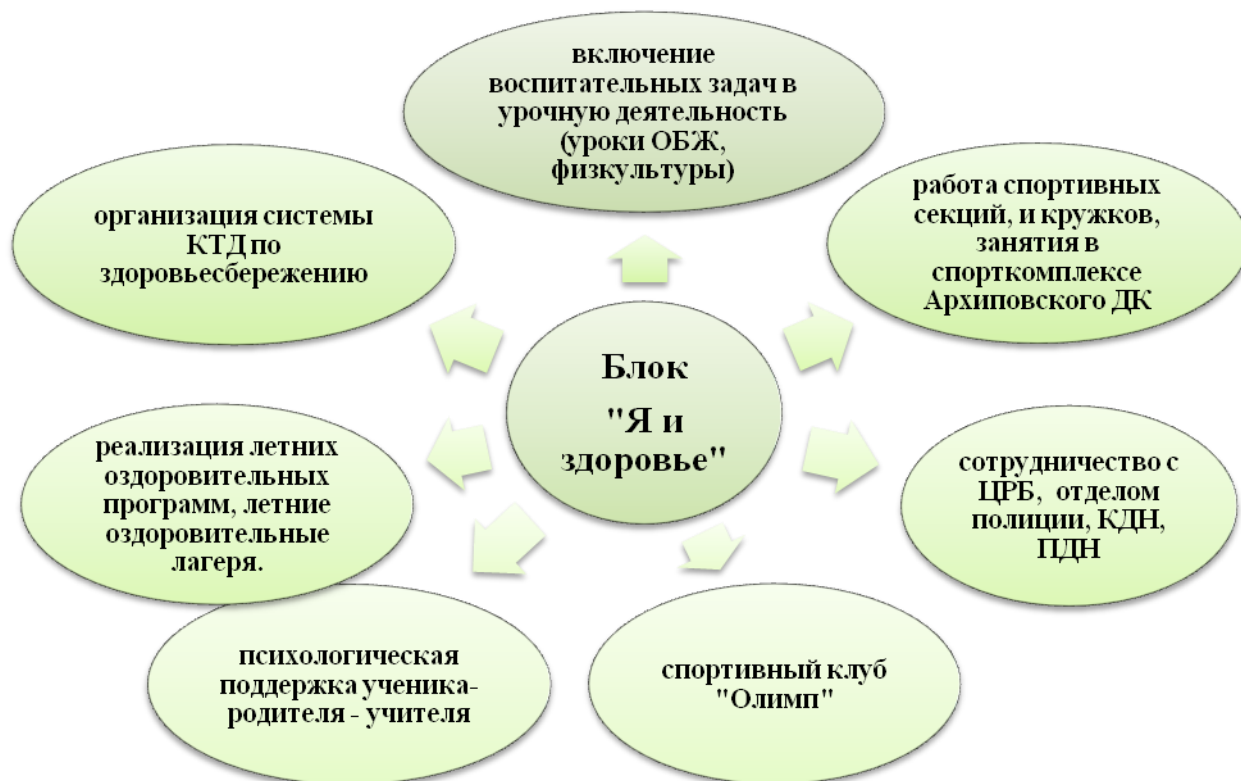 включение
воспитательных задач в
урочную деятельность
(уроки ОБЖ,
физкультуры)
работа спортивных
секций, и кружков,
занятия в
спорткомплексе
Архиповского ДК
сотрудничество с
ЦРБ, отделом
полиции, КДН,
ПДН
спортивный клуб
"Олимп"
психологическая
поддержка ученика-
родителя - учителя
реализация летних
оздоровительных
программ, летние
оздоровительные
лагеря.
организация системы
КТД по
здоровьесбережению
Блок
"Я и
здоровье"